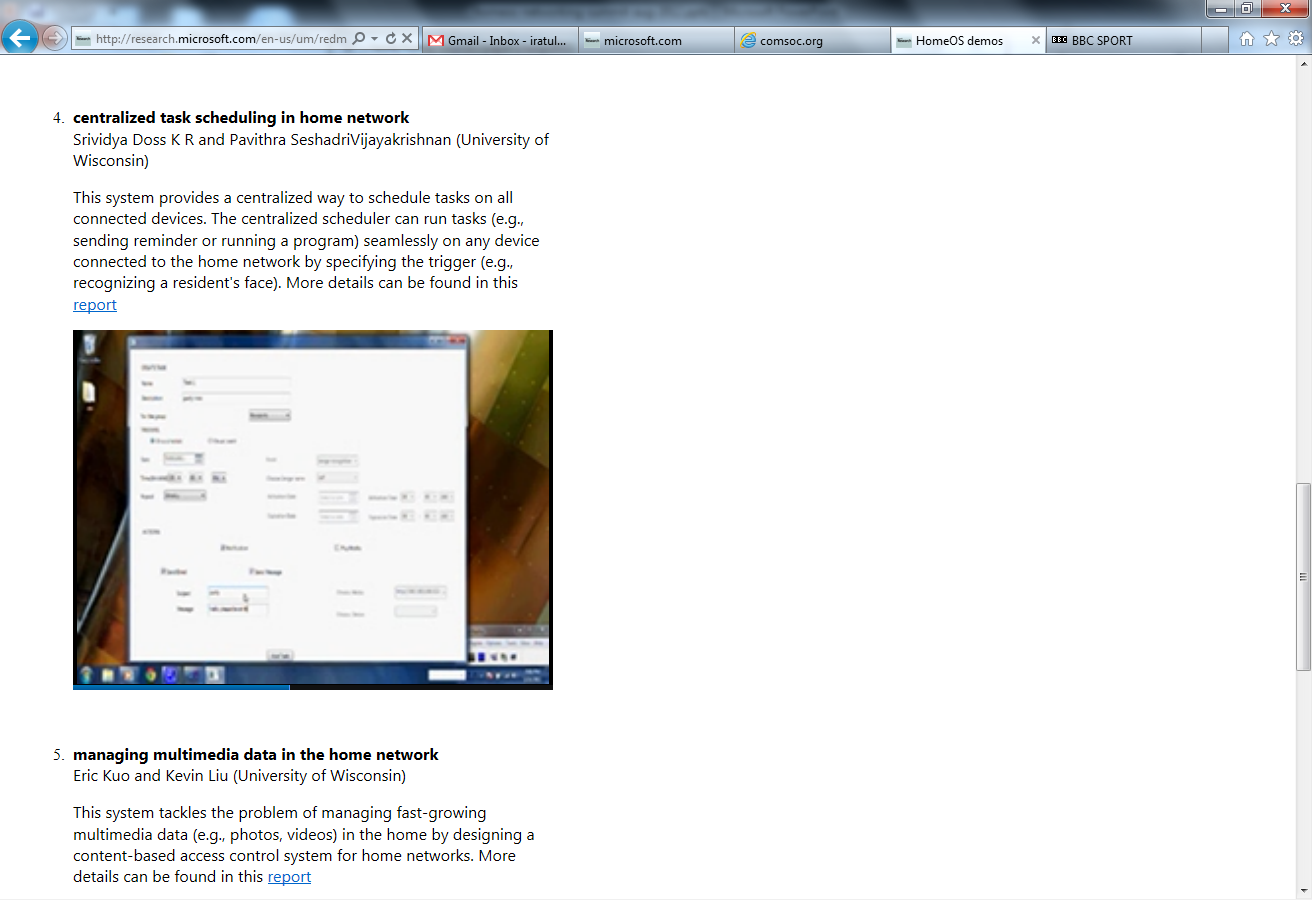 http://research.microsoft.com/en-us/um/redm
Gmail - Inbox - iratul...
microsoft.com
comsoc.org
HomeOS demos
BBC SPORT
4. centralized task scheduling in home network
Srividya Doss K R and Pavithra SeshadriVijayakrishnan (University of
Wisconsin)
This system provides a centralized way to schedule tasks on all
connected devices. The centralized scheduler can run tasks (e.g.,
sending reminder or running a program) seamlessly on any device
connected to the home network by specifying the trigger (e.g.,
recognizing a resident's face). More details can be found in this
report
5. managing multimedia data in the home network
Eric Kuo and Kevin Liu (University of Wisconsin)
This system tackles the problem of managing fast-growing
multimedia data (e.g., photos, videos) in the home by designing a
content-based access control system for home networks. More
details can be found in this report